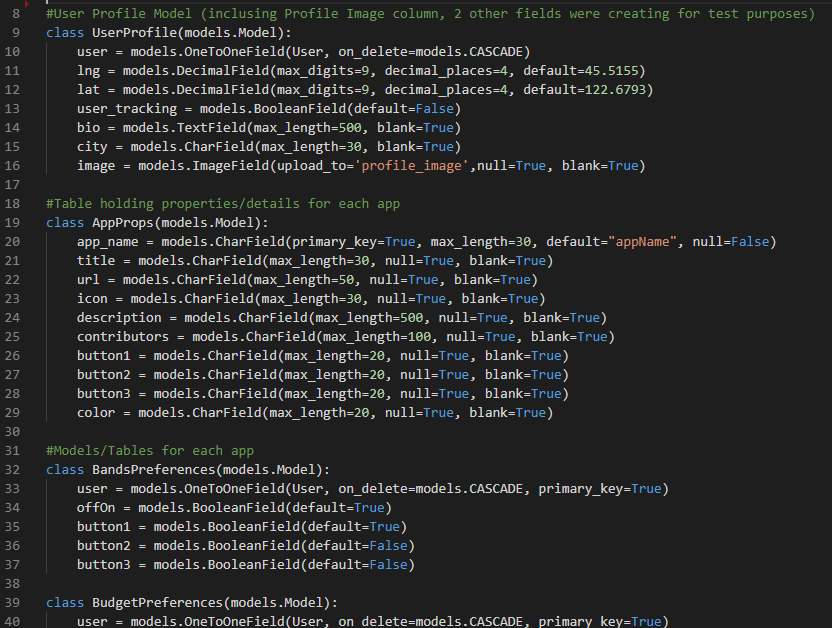 8 #User Profile Model (inclusing Profile Image column, 2 other fields were creating for test purposes)
9 class UserProfile(models.Model):
10     user = models.OneToOneField(User, on_delete=models.CASCADE)
11     lng = models.DecimalField(max_digits=9, decimal_places=4, default=45.5155)
12     lat = models.DecimalField(max_digits=9, decimal_places=4, default=122.6793)
13     user_tracking = models.BooleanField(default=False)
14     bio = models.TextField(max_length=500, blank=True)
15     city = models.CharField(max_length=30, blank=True)
16     image = models.ImageField(upload_to='profile_image',null=True, blank=True)
17
18 #Table holding properties/details for each app
19 class AppProps(models.Model):
20     app_name = models.CharField(primary_key=True, max_length=30, default="appName", null=False)
21     title = models.CharField(max_length=30, null=True, blank=True)
22     url = models.CharField(max_length=50, null=True, blank=True)
23     icon = models.CharField(max_length=30, null=True, blank=True)
24     description = models.CharField(max_length=500, null=True, blank=True)
25     contributors = models.CharField(max_length=100, null=True, blank=True)
26     button1 = models.CharField(max_length=20, null=True, blank=True)
27     button2 = models.CharField(max_length=20, null=True, blank=True)
28     button3 = models.CharField(max_length=20, null=True, blank=True)
29     color = models.CharField(max_length=20, null=True, blank=True)
30
31 #Models/Tables for each app
32 class BandsPreferences(models.Model):
33     user = models.OneToOneField(User, on_delete=models.CASCADE, primary_key=True)
34     offOn = models.BooleanField(default=True)
35     button1 = models.BooleanField(default=True)
36     button2 = models.BooleanField(default=False)
37     button3 = models.BooleanField(default=False)
38
39 class BudgetPreferences(models.Model):
40     user = models.OneToOneField(User, on_delete=models.CASCADE, primary_key=True)